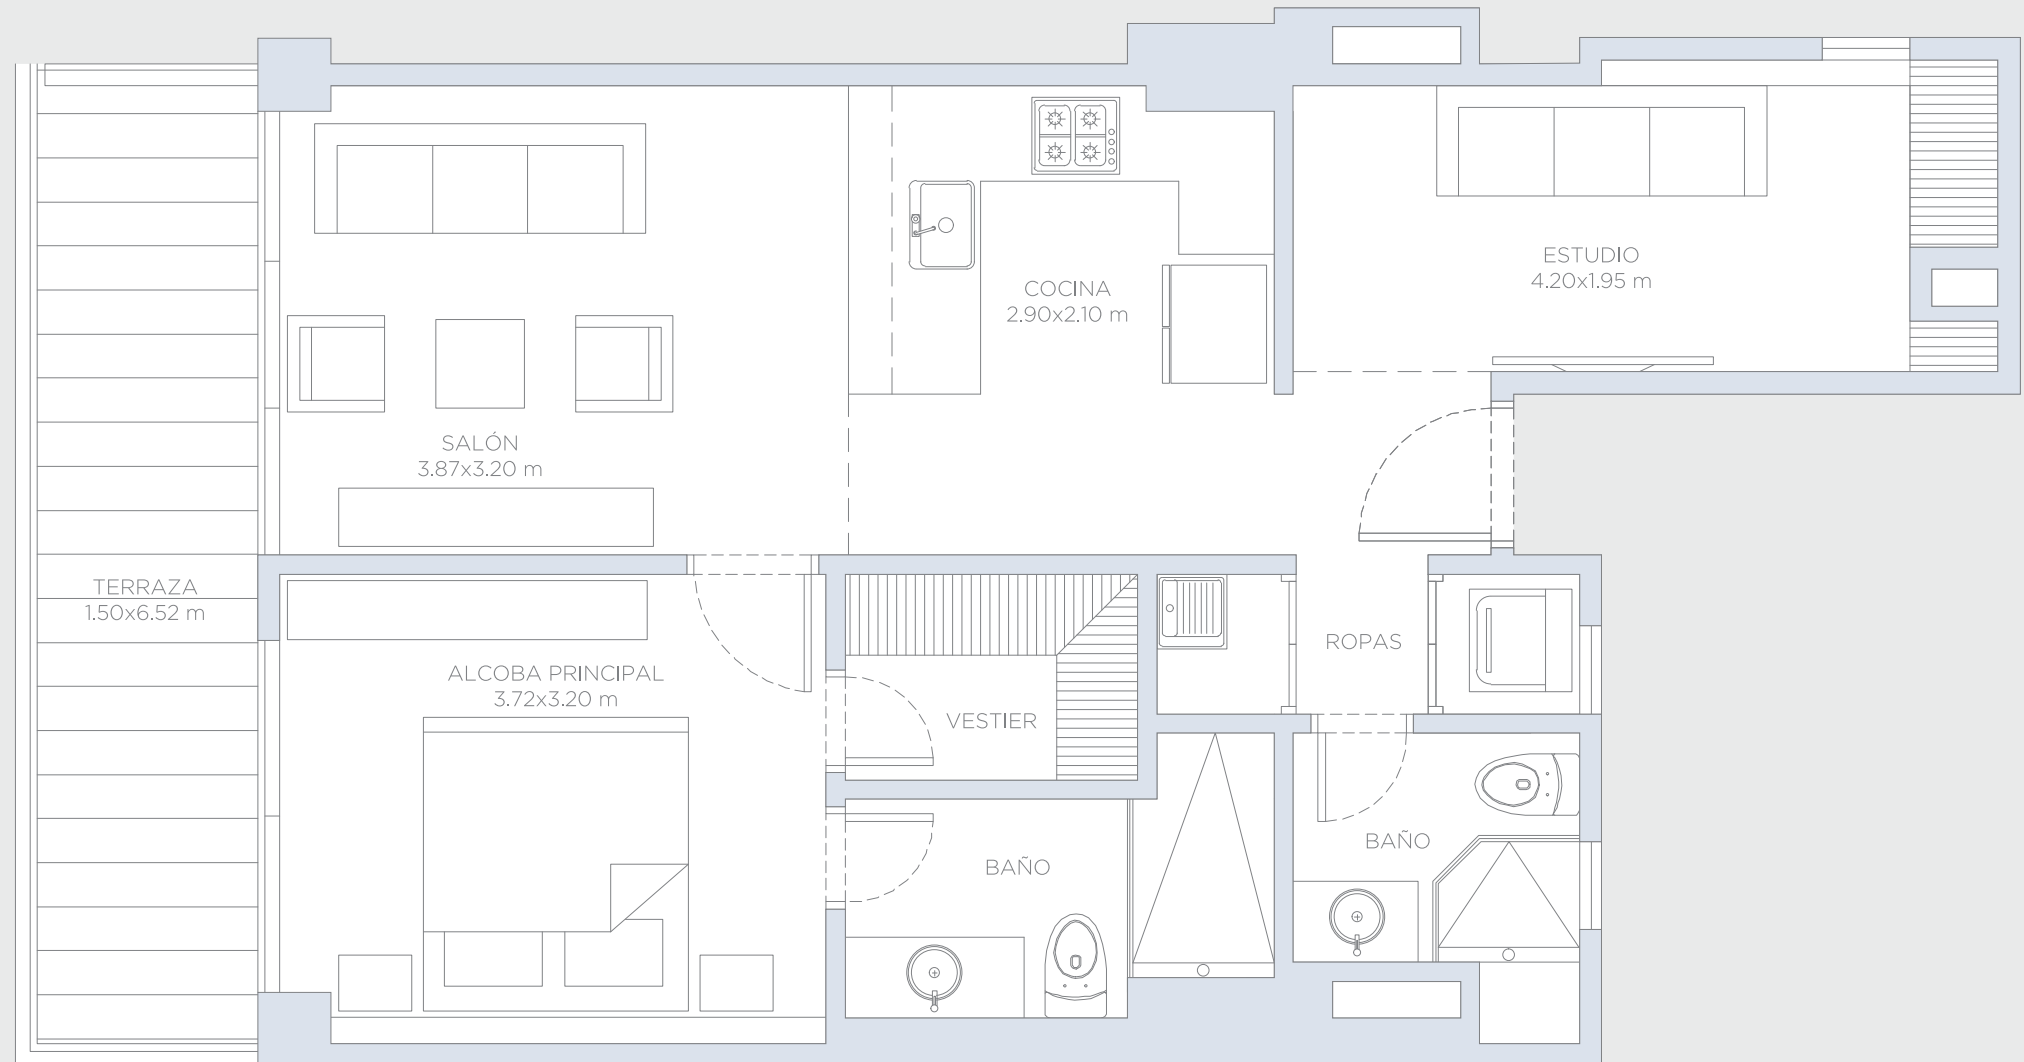 ESTUDIO
4.20x1.95 m
COCINA
2.90x2.10 m
SALÓN
3.87x3.20 m
TERRAZA
1.50x6.52 m
ROPAS
ALCOBA PRINCIPAL
3.72x3.20 m
VESTIER
BAÑO
BAÑO